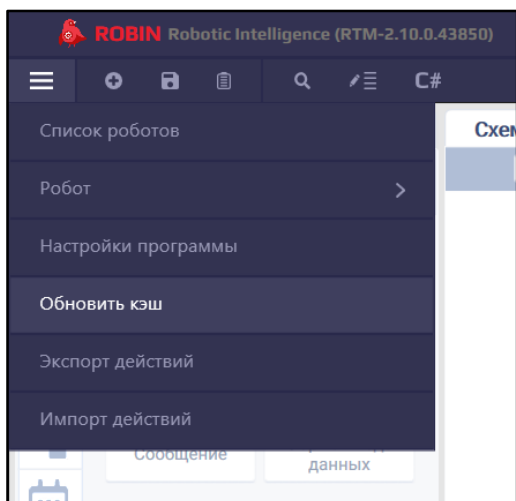 ROBIN Robotic Intelligence (RTM-2.10.0.43850)
C#
Список роботов
Робот
Настройки программы
Обновить кэш
Экспорт действий
Импорт действий
Сообщение
данных